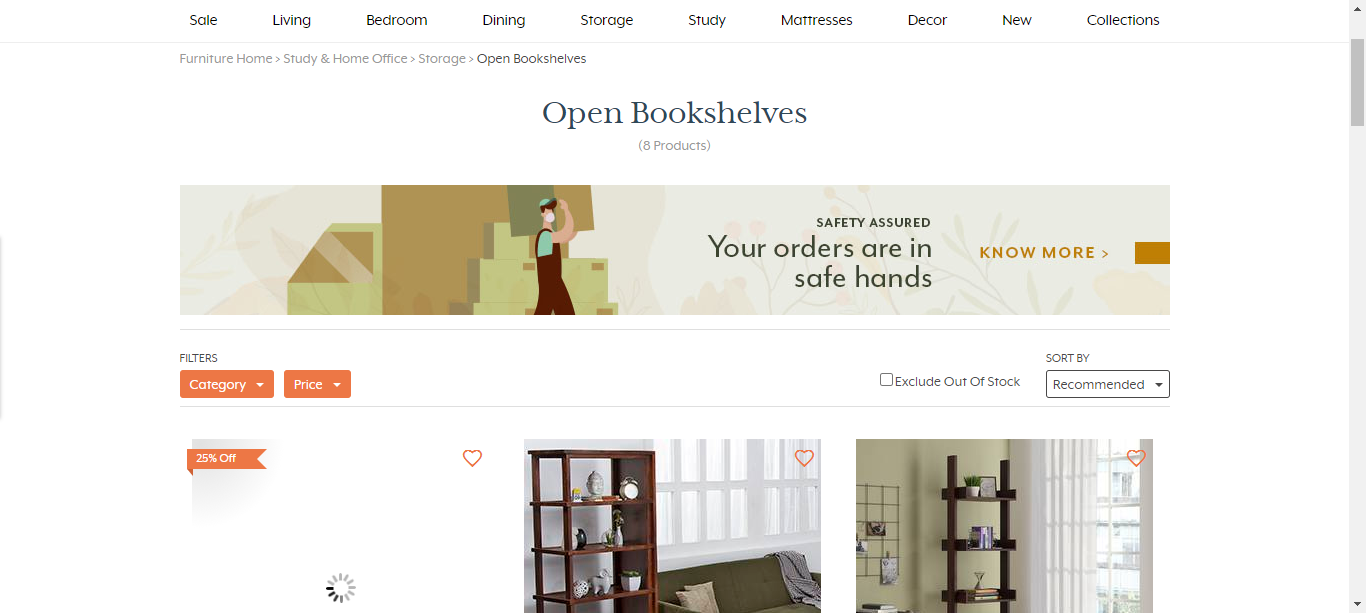 Sale Living Bedroom Dining Storage Study Mattresses Decor New Collections
Furniture Home > Study & Home Office > Storage > Open Bookshelves
Open Bookshelves
(8 Products)
SAFETY ASSURED
Your orders are in
safe hands
KNOW MORE >
FILTERS
Category
Price
Exclude Out Of Stock
SORT BY
Recommended
25% Off